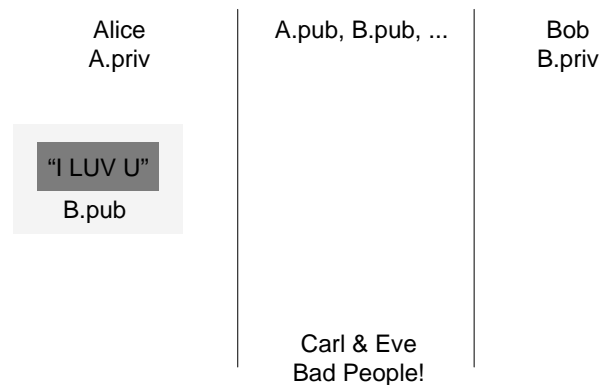 Alice
A.priv
A.pub, B.pub, ...
Bob
B.priv
“I LUV U”
B.pub
Carl & Eve
Bad People!